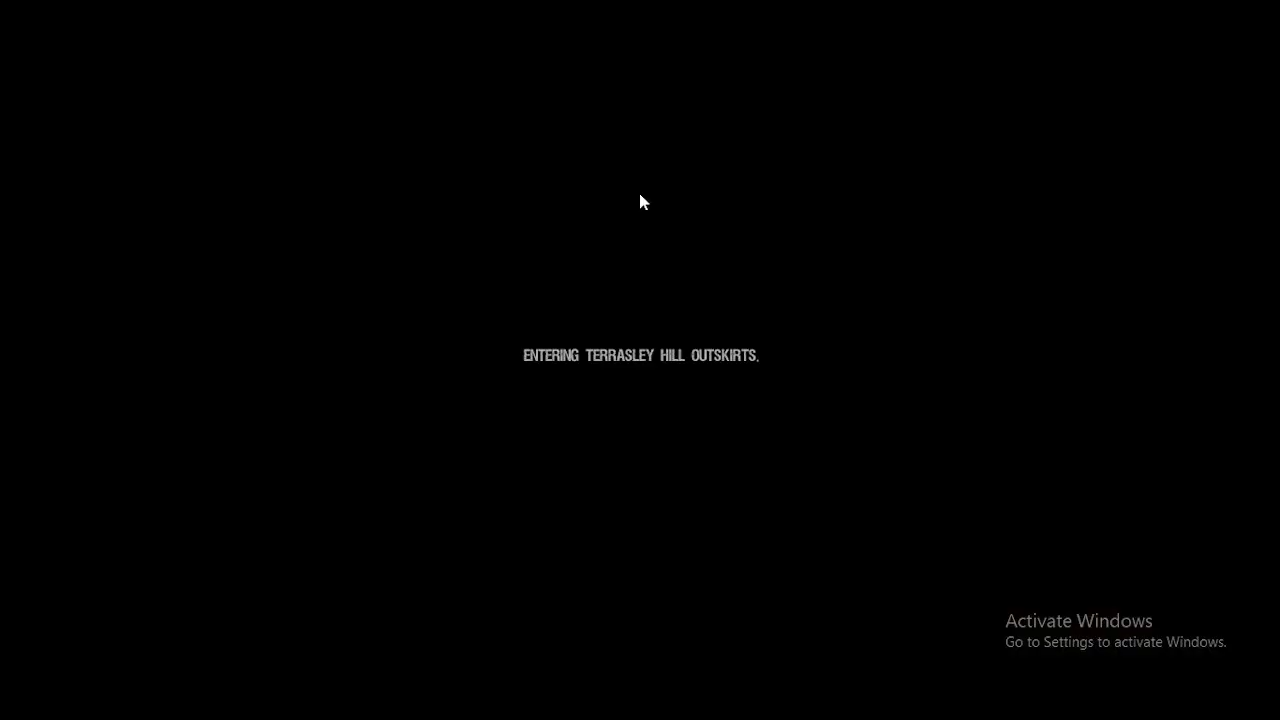 ENTERING TERRASLEY HILL OUTSKIRTS.
Activate Windows
Go to Settings to activate Windows.